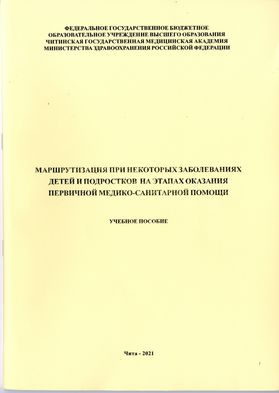 ФЕДЕРАЛЬНОЕ ГОСУДАРСТВЕННОЕ БЮДЖЕТНОЕ
ОБРАЗОВАТЕЛЬНОЕ УЧРЕЖДЕНИЕ ВЫСШЕГО ОБРАЗОВАНИЯ
ЧИТИНСКАЯ ГОСУДАРСТВЕННАЯ МЕДИЦИНСКАЯ АКАДЕМИЯ
МИНИСТЕРСТВА ЗДРАВООХРАНЕНИЯ РОССИЙСКОЙ ФЕДЕРАЦИИ
МАРШРУТИЗАЦИЯ ПРИ НЕКОТОРЫХ ЗАБОЛЕВАНИЯХ
ДЕТЕЙ И ПОДРОСТКОВ НА ЭТАПАХ ОКАЗАНИЯ
ПЕРВИЧНОЙ МЕДИКО-САНИТАРНОЙ ПОМОЩИ
УЧЕБНОЕ ПОСОБИЕ
Чита - 2021